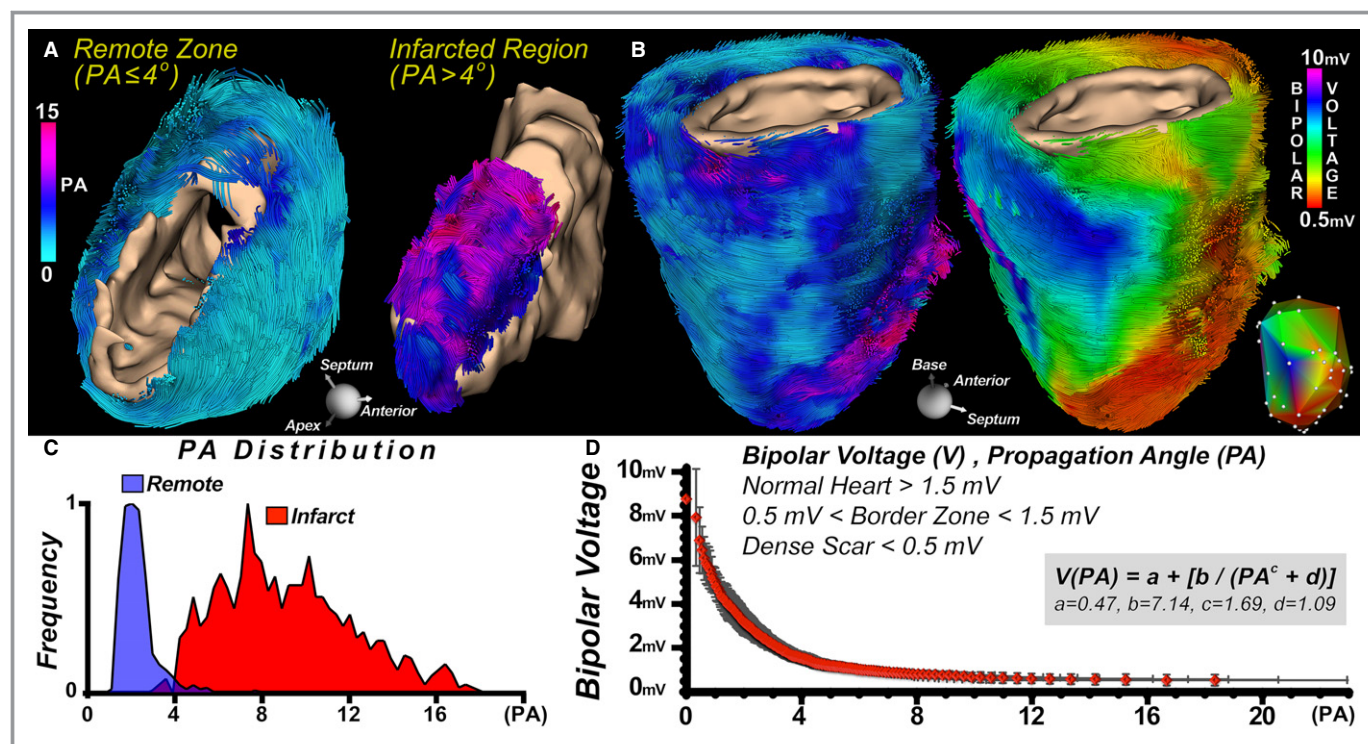 A
Remote Zone
(PA ≤ 4°)
Infarcted Region
(PA > 4°)
15
PA
0
Septum
Anterior
Apex
B
10mV
BIPOLAR
VOLTAGE
0.5mV
Base
Anterior
Septum
C
PA Distribution
Remote
Infarct
Frequency
1
0
0
4
8
12
16
(PA)
D
Bipolar Voltage (V) , Propagation Angle (PA)
Normal Heart > 1.5 mV
0.5 mV < Border Zone < 1.5 mV
Dense Scar < 0.5 mV
V(PA) = a + [b / (PAᶜ + d)]
a=0.47, b=7.14, c=1.69, d=1.09
Bipolar Voltage
10mV
8mV
6mV
4mV
2mV
0mV
0
4
8
12
16
20
(PA)